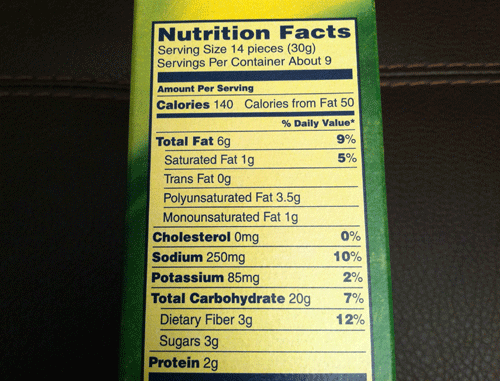 Nutrition Facts
Serving Size 14 pieces (30g)
Servings Per Container About 9
Amount Per Serving
Calories 140 Calories from Fat 50
% Daily Value*
Total Fat 6g 9%
Saturated Fat 1g 5%
Trans Fat 0g
Polyunsaturated Fat 3.5g
Monounsaturated Fat 1g
Cholesterol 0mg 0%
Sodium 250mg 10%
Potassium 85mg 2%
Total Carbohydrate 20g 7%
Dietary Fiber 3g 12%
Sugars 3g
Protein 2g